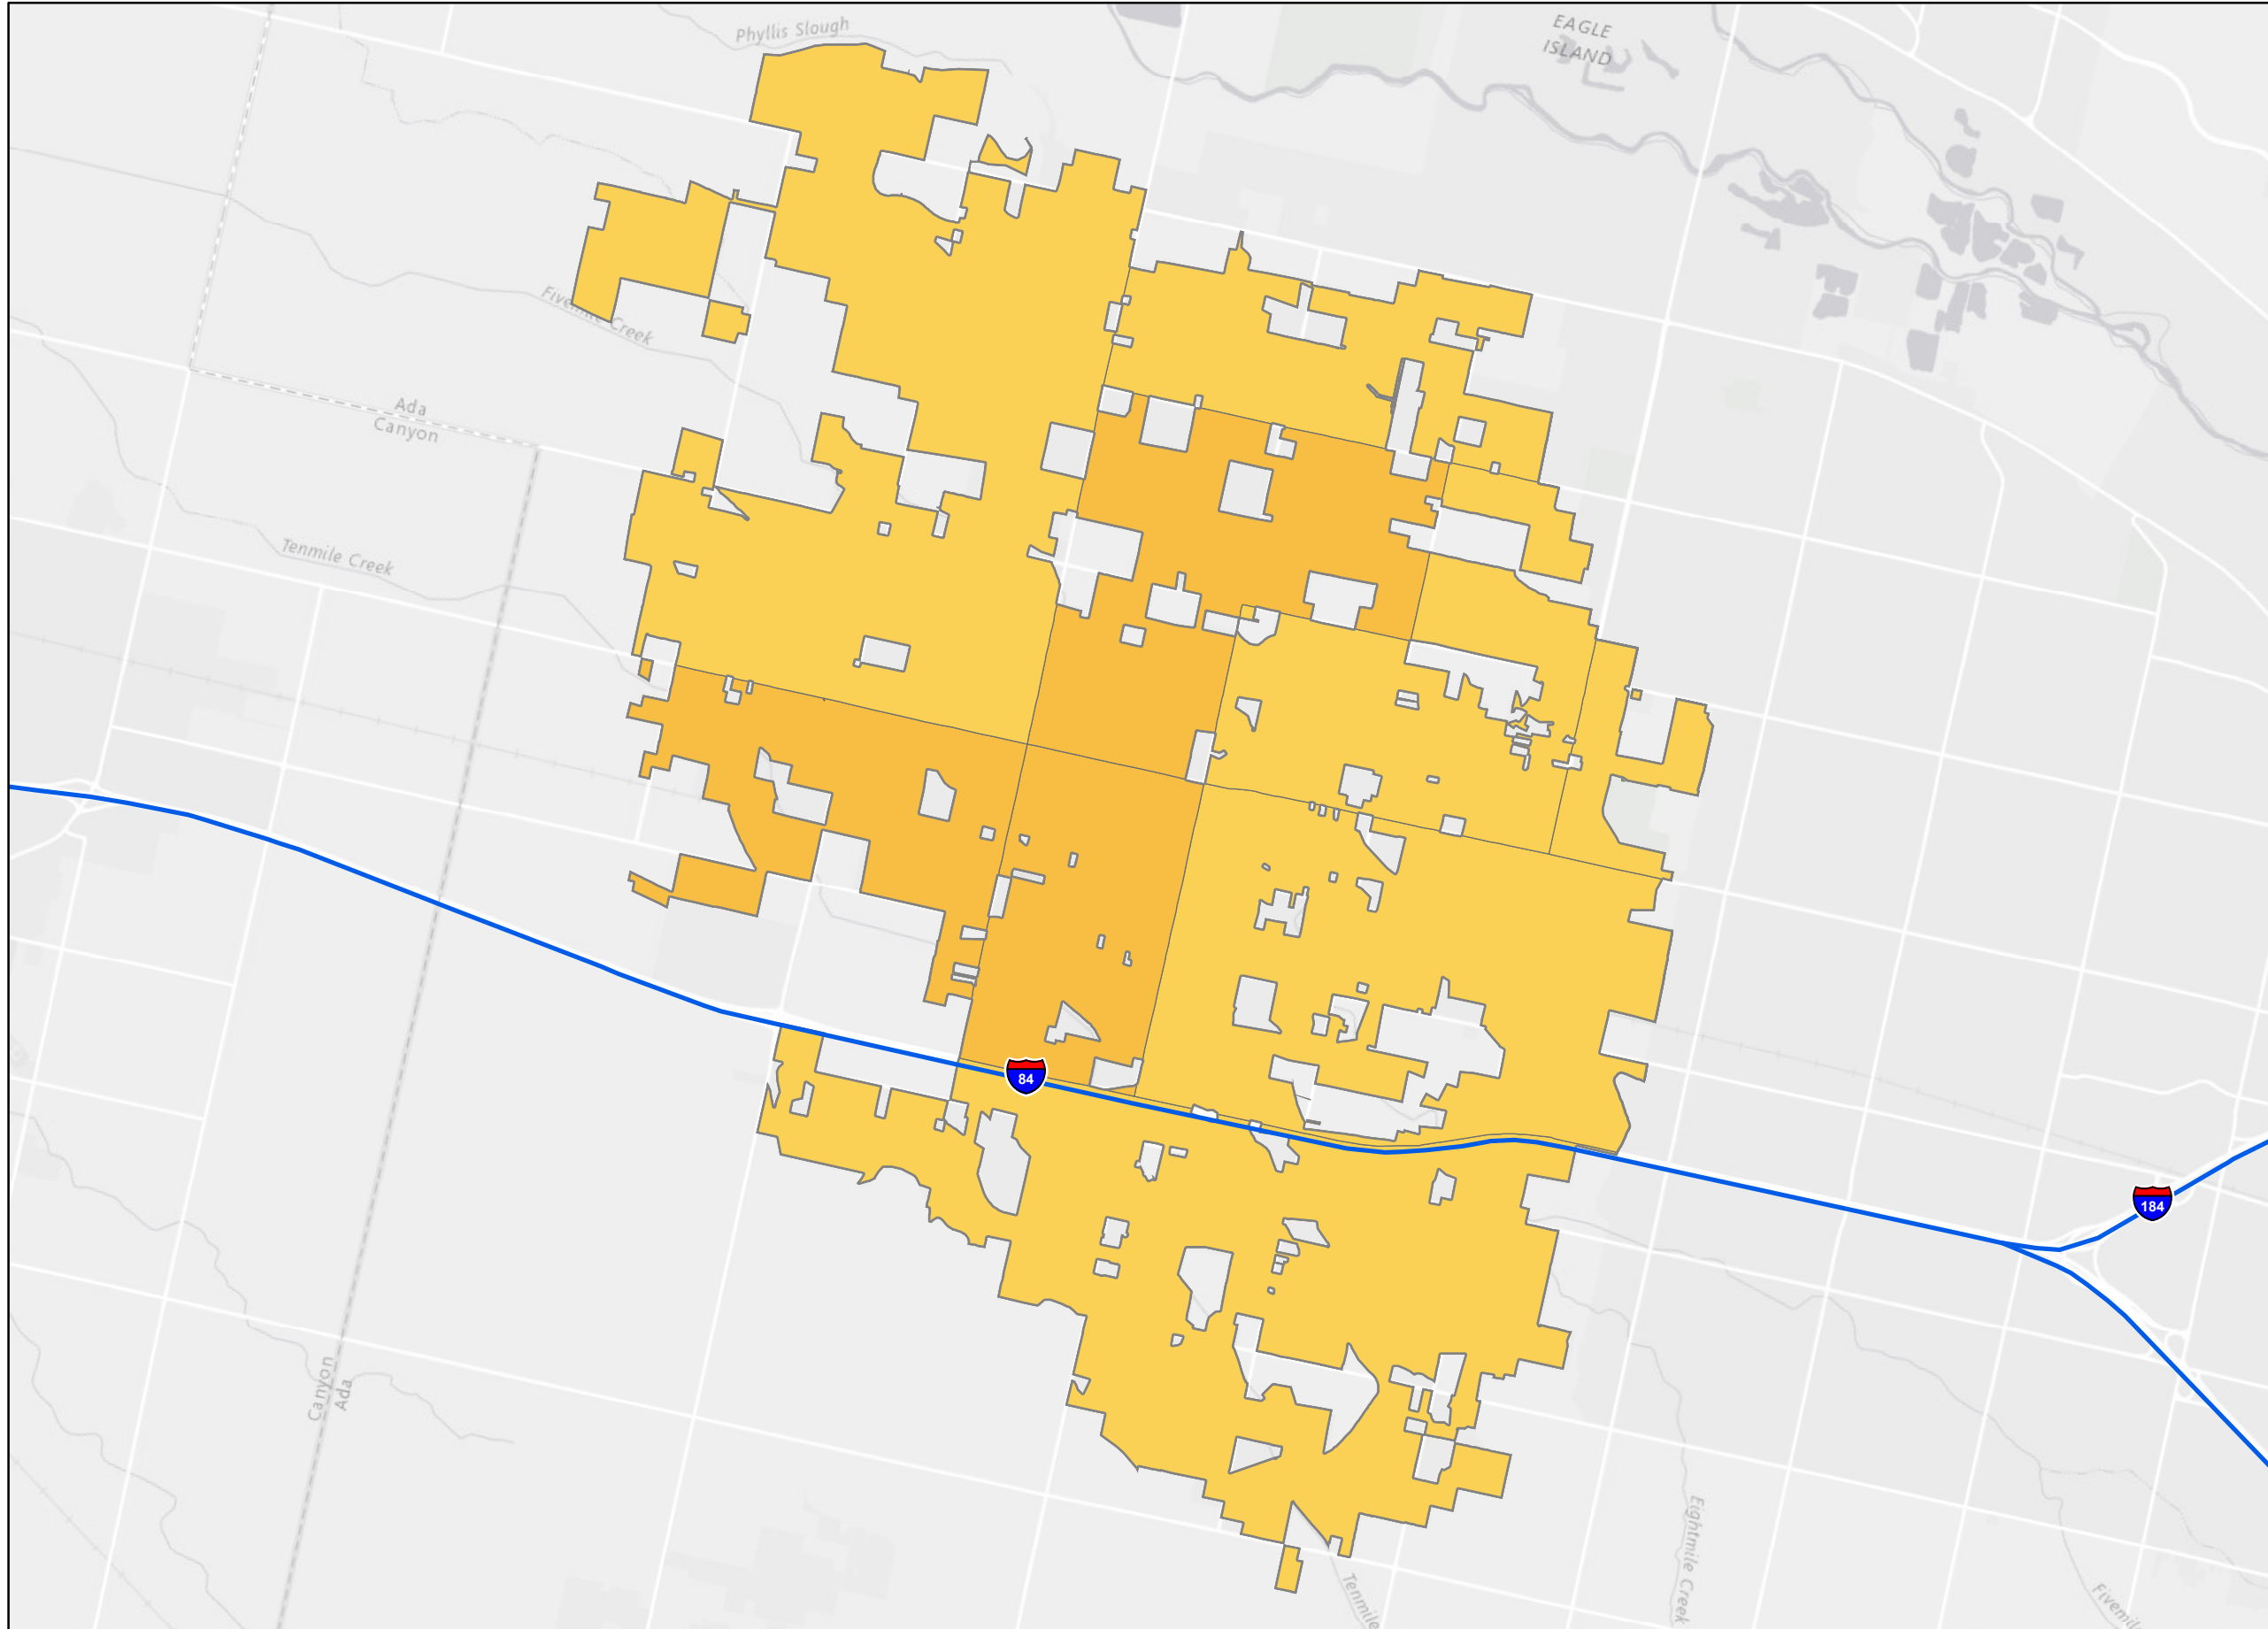 Phyllis Slough
EAGLE
ISLAND
Fivemile Creek
Ada
Canyon
Tenmile Creek
84
184
Canyon
Ada
Eightmile Creek
Tenmile
Fivemil